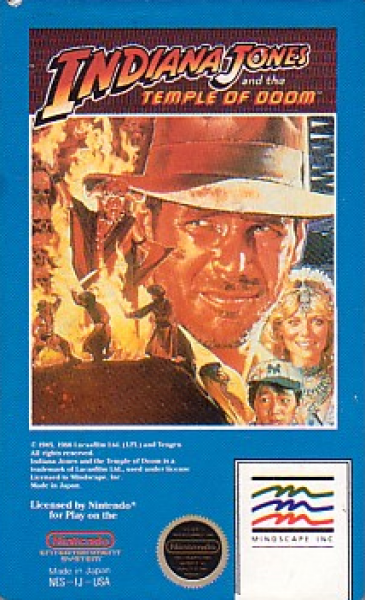 INDIANA JONES
and the
TEMPLE OF DOOM™
© 1985, 1988 Lucasfilm Ltd. (LFL) and Tengen
All rights reserved.
Indiana Jones and the Temple of Doom is a
trademark of Lucasfilm Ltd., used under license
Licensed to Mindscape, Inc.
Made in Japan.
Licensed by Nintendo®
for Play on the
Nintendo
ENTERTAINMENT
SYSTEM
Made in Japan
NES-IJ-USA
Nintendo
MINDSCAPE INC